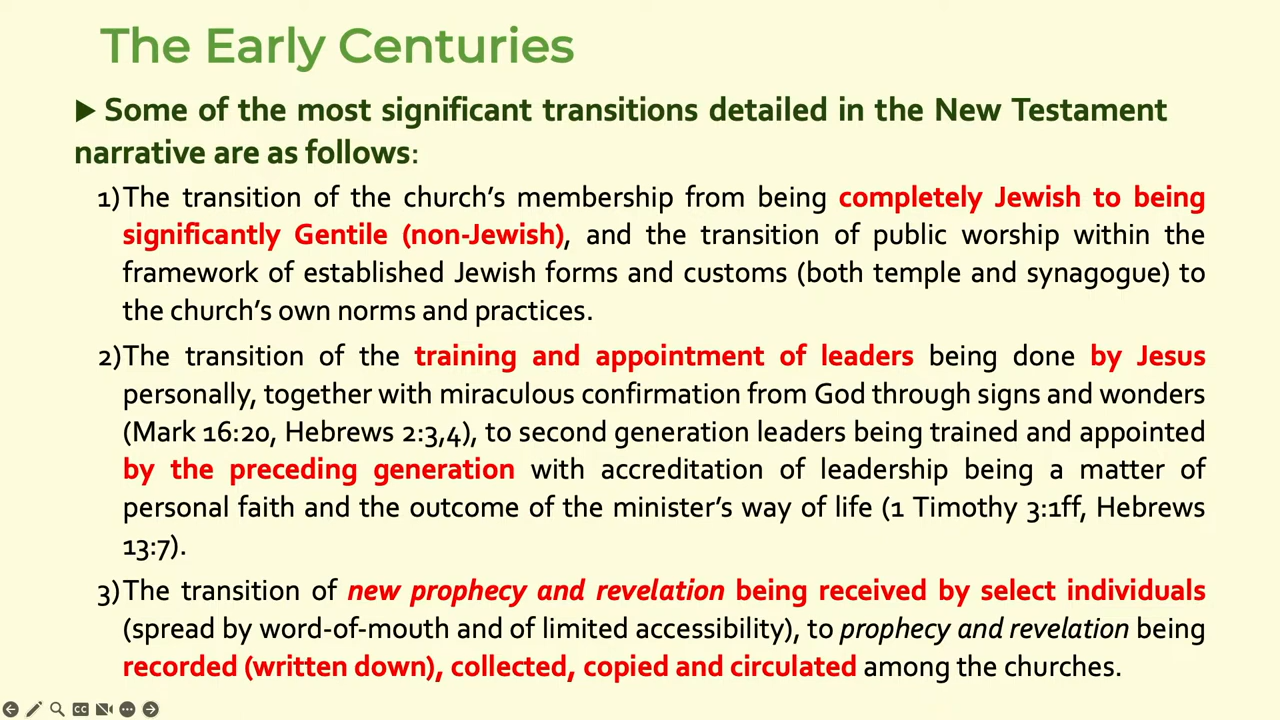 The Early Centuries
▶ Some of the most significant transitions detailed in the New Testament
narrative are as follows:
1) The transition of the church's membership from being completely Jewish to being
significantly Gentile (non-Jewish), and the transition of public worship within the
framework of established Jewish forms and customs (both temple and synagogue) to
the church's own norms and practices.
2) The transition of the training and appointment of leaders being done by Jesus
personally, together with miraculous confirmation from God through signs and wonders
(Mark 16:20, Hebrews 2:3,4), to second generation leaders being trained and appointed
by the preceding generation with accreditation of leadership being a matter of
personal faith and the outcome of the minister's way of life (1 Timothy 3:1ff, Hebrews
13:7).
3) The transition of new prophecy and revelation being received by select individuals
(spread by word-of-mouth and of limited accessibility), to prophecy and revelation being
recorded (written down), collected, copied and circulated among the churches.
CC